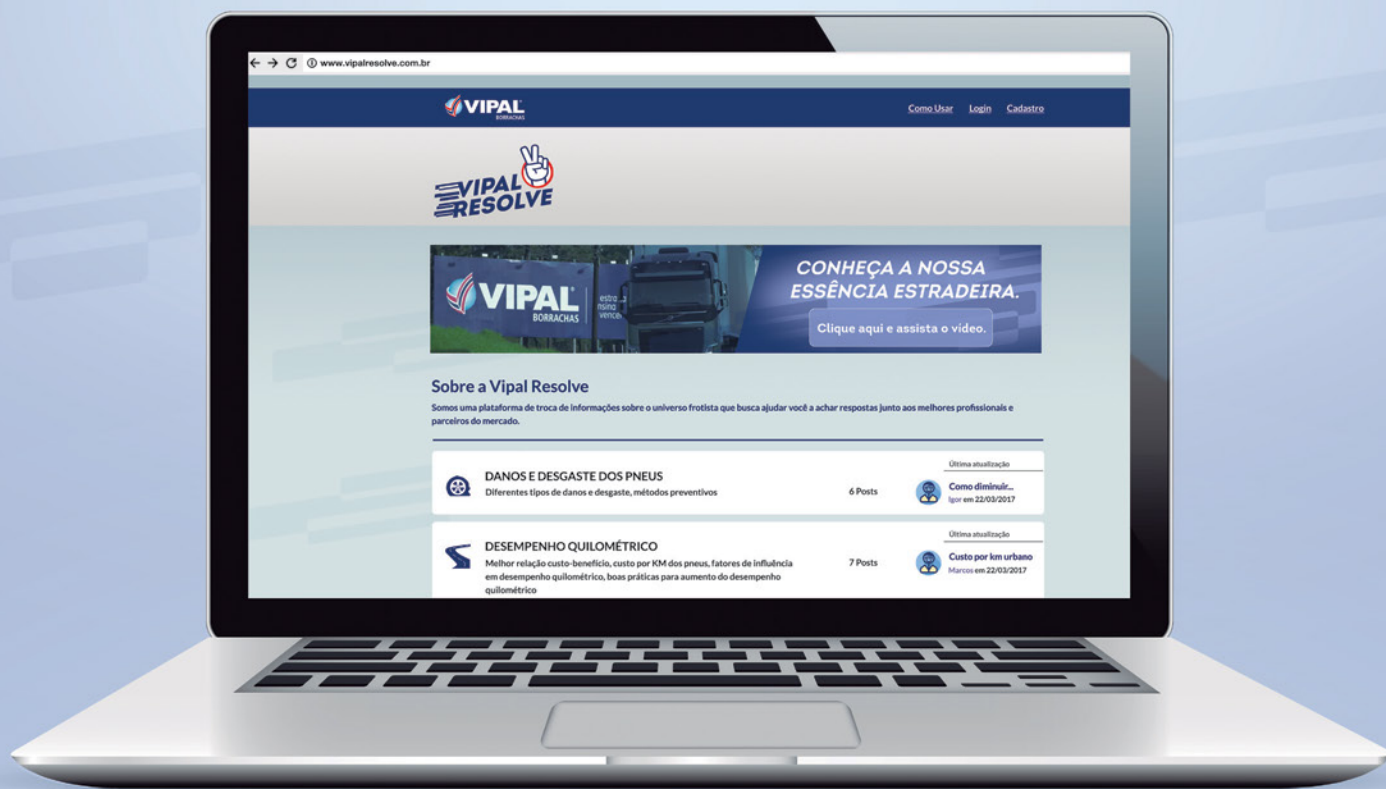 www.vipalresolve.com.br
VIPAL
BORRACHAS
Como Usar Login Cadastro
VIPAL
RESOLVE
VIPAL
BORRACHAS
CONHEÇA A NOSSA
ESSÊNCIA ESTRADEIRA.
Clique aqui e assista o vídeo.
Sobre a Vipal Resolve
Somos uma plataforma de troca de informações sobre o universo frotista que busca ajudar você a achar respostas junto aos melhores profissionais e
parceiros do mercado.
DANOS E DESGASTE DOS PNEUS
Diferentes tipos de danos e desgaste, métodos preventivos
6 Posts
Última atualização
Como diminuir...
Igor em 22/03/2017
DESEMPENHO QUILOMÉTRICO
Melhor relação custo-benefício, custo por KM dos pneus, fatores de influência
em desempenho quilométrico, boas práticas para aumento do desempenho
quilométrico
7 Posts
Última atualização
Custo por km urbano
Marcos em 22/03/2017